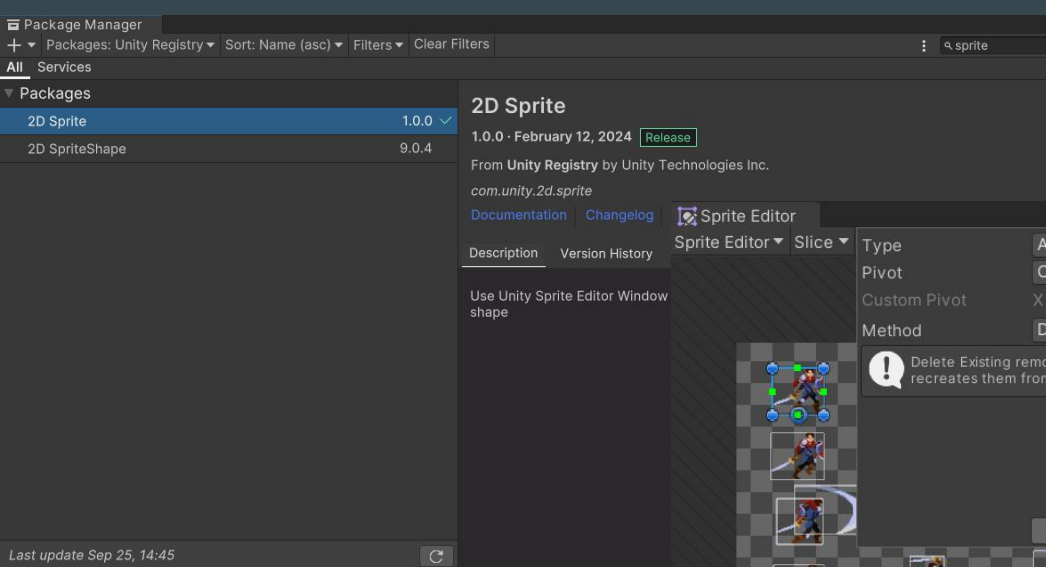 Package Manager
+ Packages: Unity Registry Sort: Name (asc) Filters Clear Filters sprite
All Services
Packages
2D Sprite 1.0.0
2D SpriteShape 9.0.4
2D Sprite
1.0.0 · February 12, 2024 Release
From Unity Registry by Unity Technologies Inc.
com.unity.2d.sprite
Documentation Changelog
Description Version History
Use Unity Sprite Editor Window
shape
Sprite Editor
Sprite Editor Slice
Type
Pivot
Custom Pivot X
Method
Delete Existing
recreates them
Last update Sep 25, 14:45